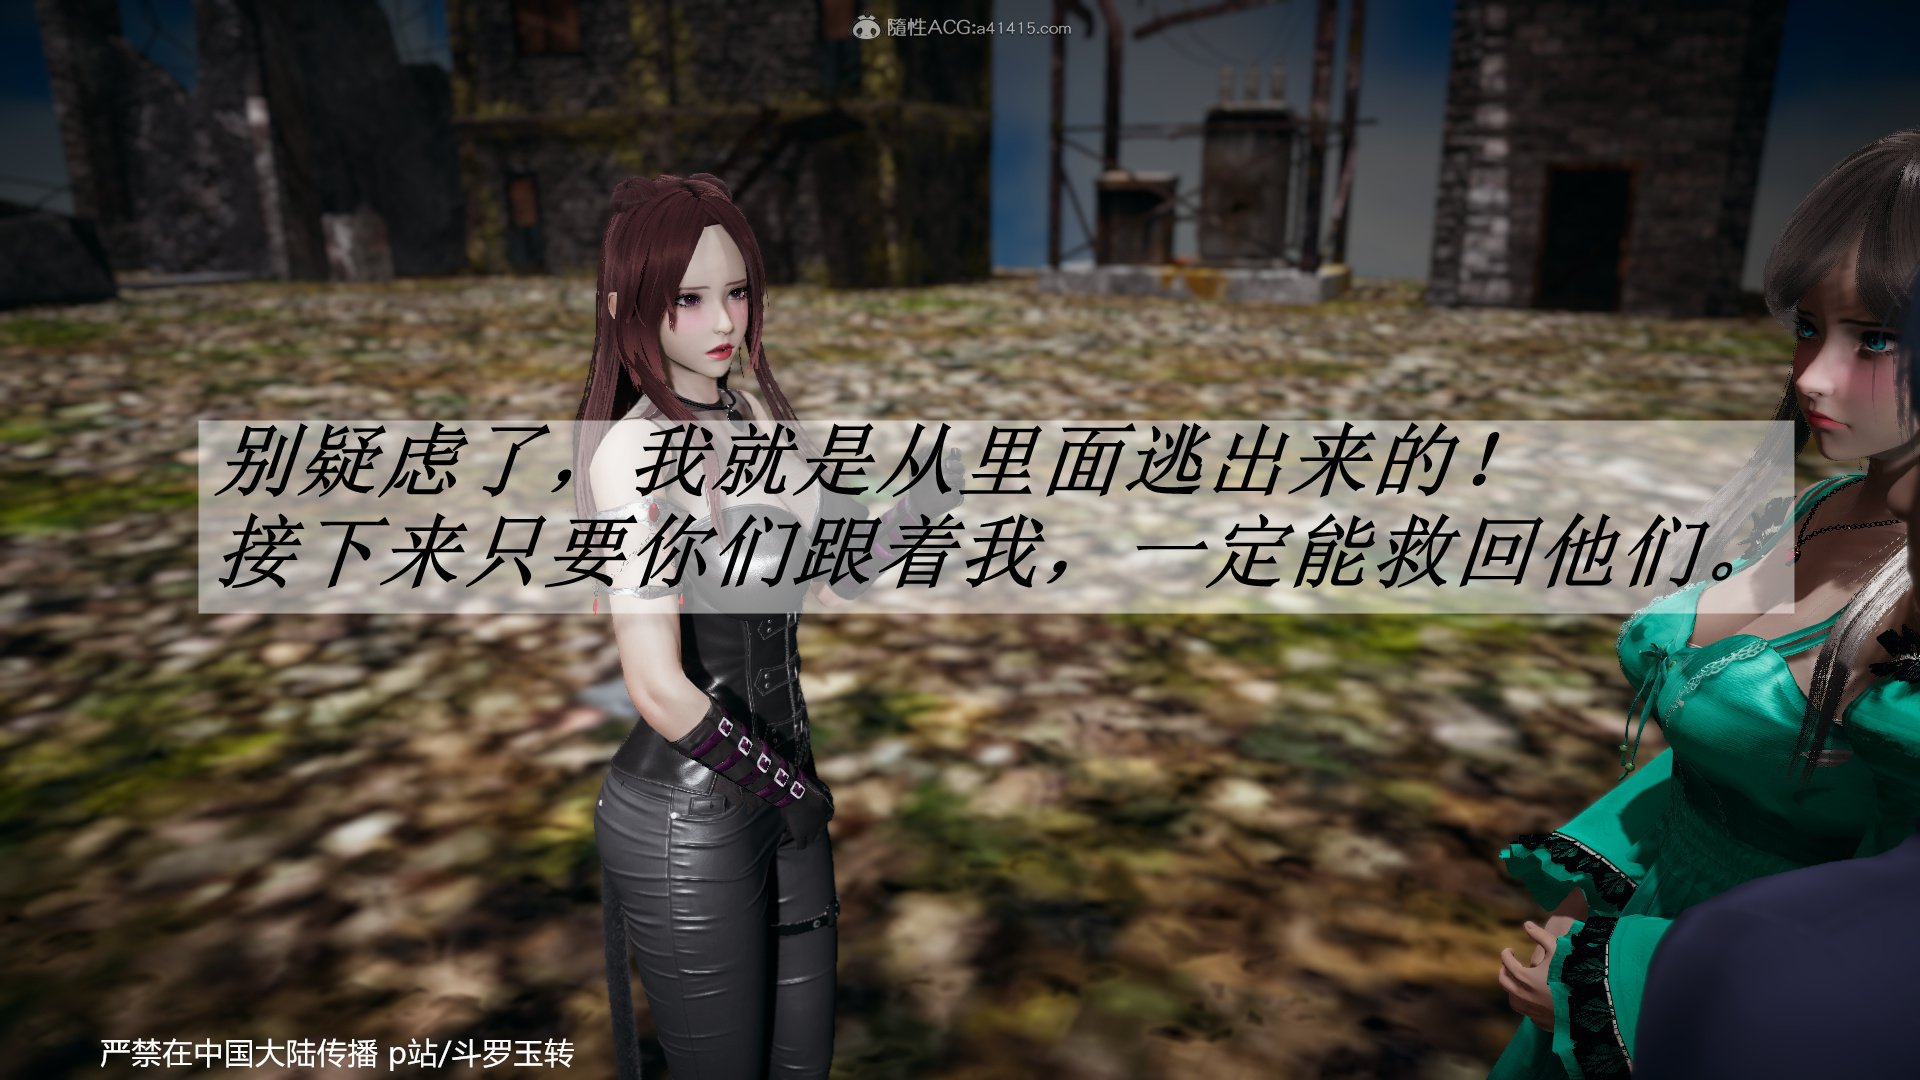 隨性ACG:a41415.com
别疑虑了，我就是从里面逃出来的！
接下来只要你们跟着我，一定能救回他们。
严禁在中国大陆传播 p站/斗罗玉转